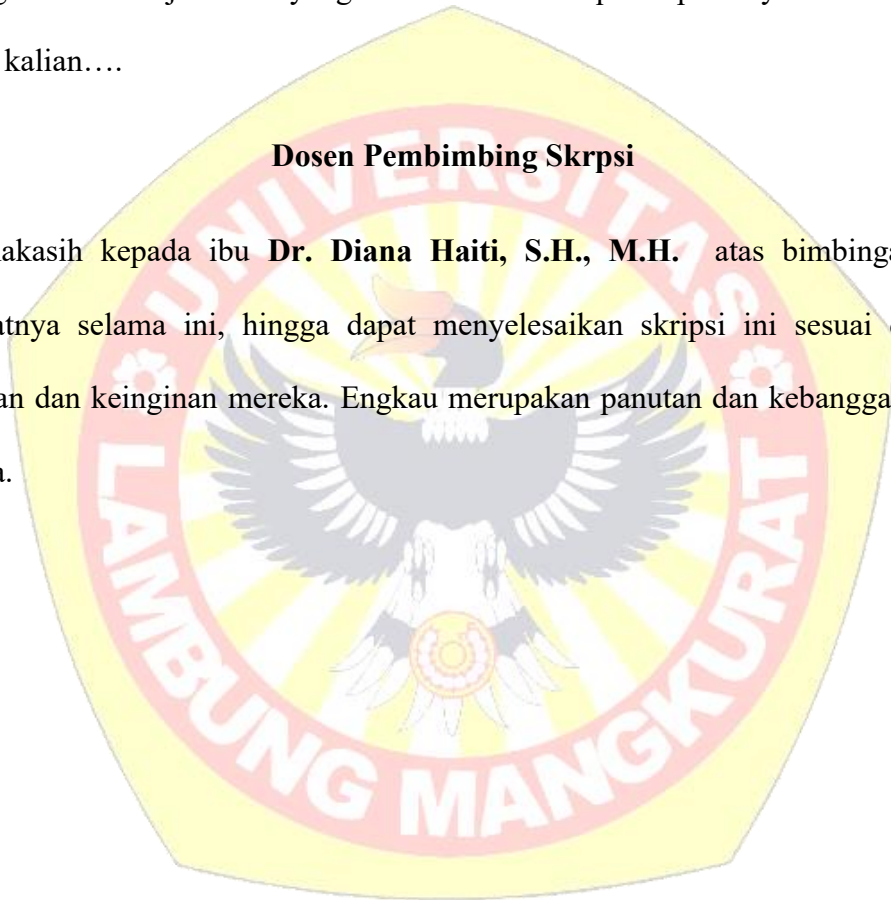 kalian….
Dosen Pembimbing Skrpsi
akasih kepada ibu Dr. Diana Haiti, S.H., M.H. atas bimbinga
atnya selama ini, hingga dapat menyelesaikan skripsi ini sesuai
an dan keinginan mereka. Engkau merupakan panutan dan kebangga
a.
UNIVERSITAS
LAMBUNG MANGKURAT